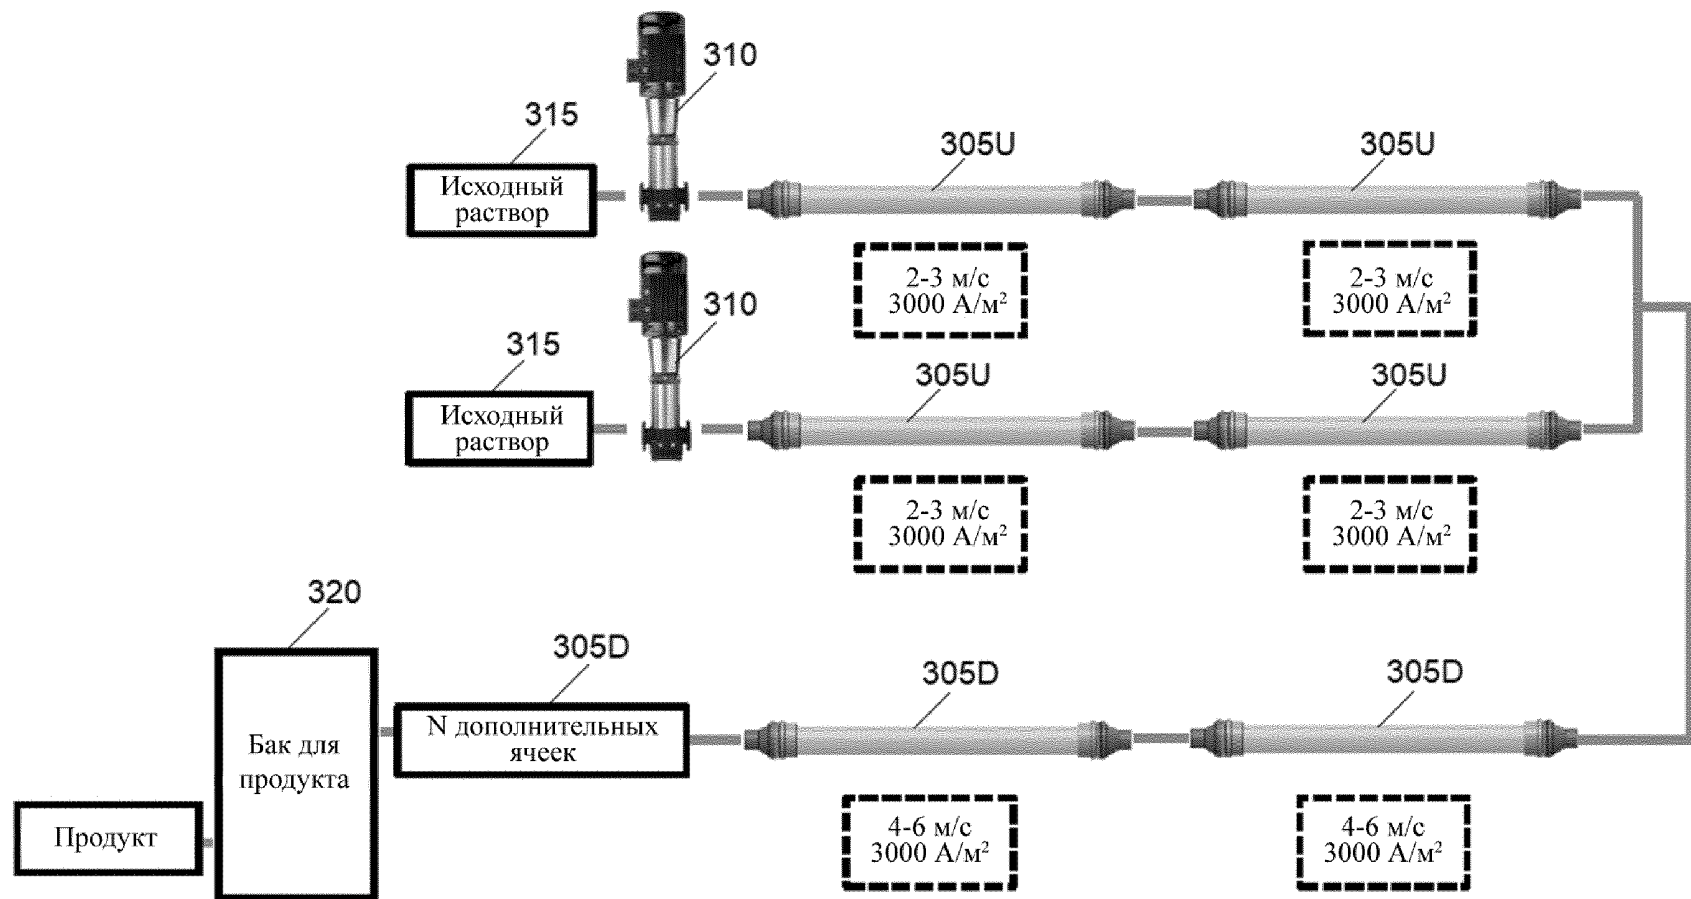 310
315
305U
305U
Исходный
раствор
2-3 м/с
3000 А/м²
2-3 м/с
3000 А/м²
310
315
305U
305U
Исходный
раствор
2-3 м/с
3000 А/м²
2-3 м/с
3000 А/м²
320
305D
305D
305D
N дополнительных
ячеек
Бак для
продукта
Продукт
4-6 м/с
3000 А/м²
4-6 м/с
3000 А/м²